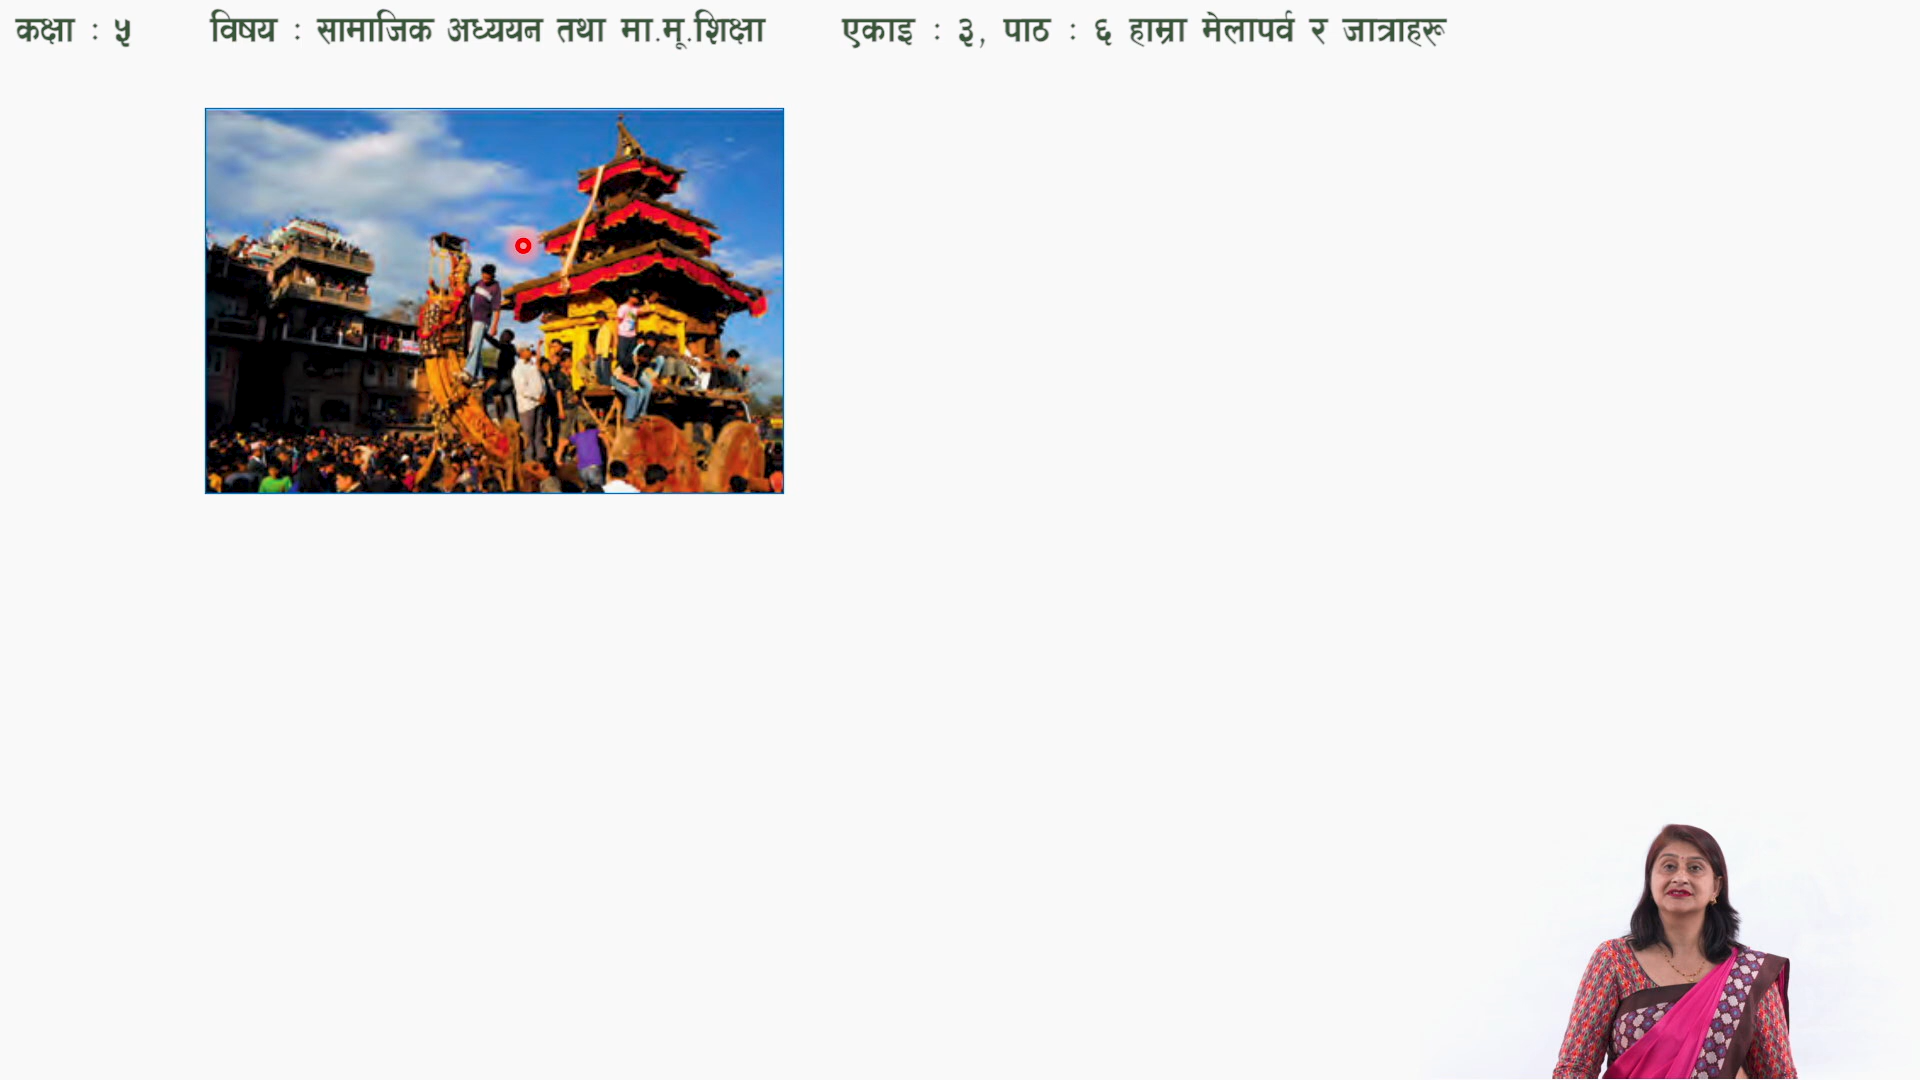 कक्षा : ५ विषय : सामाजिक अध्ययन तथा मा.मू.शिक्षा एकाइ : ३, पाठ : ६ हाम्रा मेलापर्व र जात्राहरू